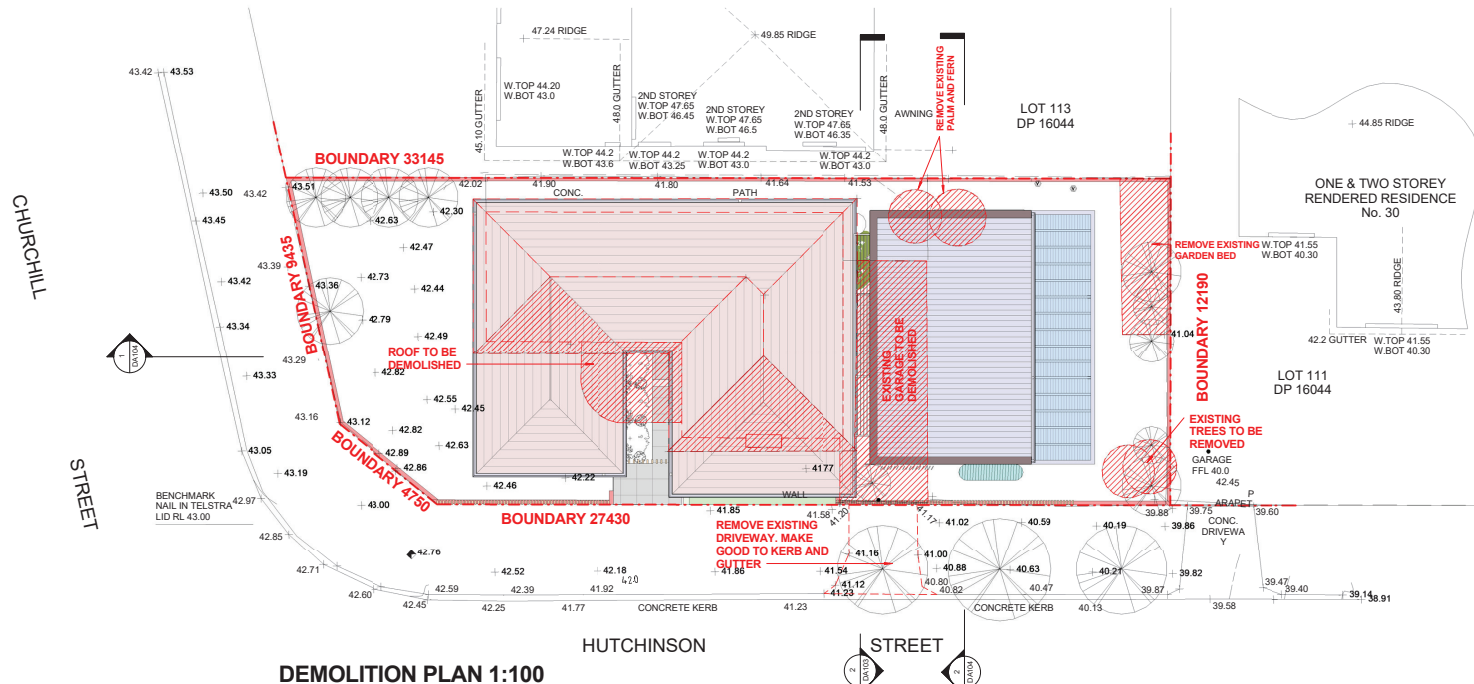 47.24 RIDGE
49.85 RIDGE
43.42
43.53
W.TOP 44.20
W.BOT 43.0
45.10 GUTTER
48.0 GUTTER
2ND STOREY
W.TOP 47.65
W.BOT 46.45
2ND STOREY
W.TOP 47.65
W.BOT 46.5
2ND STOREY
W.TOP 47.65
W.BOT 46.35
48.0 GUTTER
AWNING
REMOVE EXISTING
PALM AND FERN
LOT 113
DP 16044
44.85 RIDGE
W.TOP 44.2
W.BOT 43.6
W.TOP 44.2
W.BOT 43.25
W.TOP 44.2
W.BOT 43.0
W.TOP 44.2
W.BOT 43.0
BOUNDARY 33145
43.50
43.42
43.51
42.02
41.90
41.80
41.64
41.53
CONC.
PATH
ONE & TWO STOREY
RENDERED RESIDENCE
No. 30
CHURCHILL
43.45
42.63
42.30
42.47
43.39
42.73
43.42
43.36
42.44
BOUNDARY 9435
REMOVE EXISTING
GARDEN BED
W.TOP 41.55
W.BOT 40.30
43.80 RIDGE
BOUNDARY 12190
43.34
42.79
42.49
41.04
42.2 GUTTER
W.TOP 41.55
W.BOT 40.30
1
DA104
43.29
ROOF TO BE
DEMOLISHED
EXISTING
GARAGE TO BE
DEMOLISHED
43.33
42.82
LOT 111
DP 16044
42.55
42.45
43.16
43.12
42.82
42.63
EXISTING
TREES TO BE
REMOVED
43.05
42.89
42.86
GARAGE
FFL 40.0
42.45
STREET
43.19
BOUNDARY 4750
42.46
42.22
4177
BENCHMARK
NAIL IN TELSTRA
LID RL 43.00
42.97
43.00
WALL
P
ARAPET
BOUNDARY 27430
41.85
41.58
41.20
41.17
39.88
39.75
39.60
CONC.
DRIVEWA
Y
REMOVE EXISTING
DRIVEWAY. MAKE
GOOD TO KERB AND
GUTTER
41.02
40.59
40.19
39.86
42.85
42.76
41.16
41.00
42.71
42.52
42.18
41.86
41.54
40.88
40.63
40.21
39.82
420
41.12
40.80
42.60
42.59
42.39
41.92
41.23
40.82
40.47
39.87
39.47
39.40
39.14
42.45
42.25
41.77
CONCRETE KERB
41.23
CONCRETE KERB
40.13
39.58
38.91
HUTCHINSON
STREET
2
DA103
2
DA104
DEMOLITION PLAN 1:100